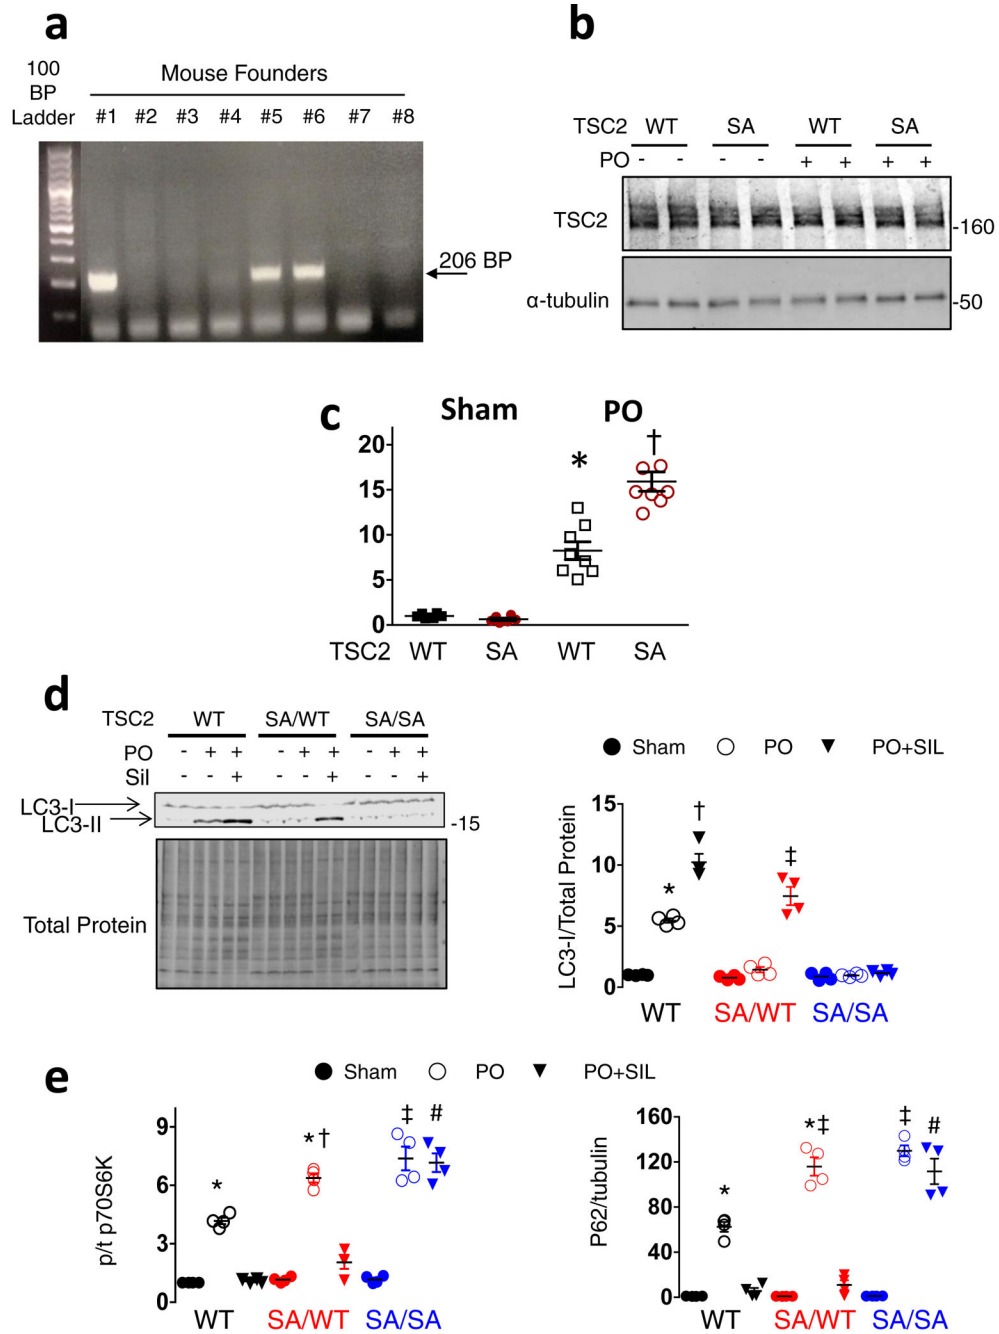 a
100
BP
Ladder
Mouse Founders
#1 #2 #3 #4 #5 #6 #7 #8
206 BP
b
TSC2 WT SA WT SA
PO - - - - + + + +
TSC2
-160
α-tubulin
-50
c
Sham PO
20
15
10
5
0
* †
TSC2 WT SA WT SA
d
TSC2 WT SA/WT SA/SA
PO - + + - + + - + +
Sil - - + - - + - - +
LC3-I
LC3-II
-15
Total Protein
Sham PO PO+SIL
LC3-I/Total Protein
15
10
5
0
* † ‡
WT SA/WT SA/SA
e
Sham PO PO+SIL
p/t p70S6K
9
6
3
0
* *† ‡ #
WT SA/WT SA/SA
P62/tubulin
160
120
80
40
0
* *‡ ‡ #
WT SA/WT SA/SA